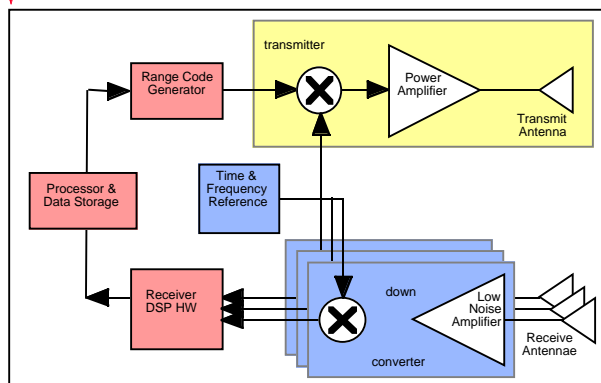 transmitter
Range Code
Generator
Power
Amplifier
Transmit
Antenna
Processor &
Data Storage
Time &
Frequency
Reference
Receiver
DSP HW
down
converter
Low
Noise
Amplifier
Receive
Antennae